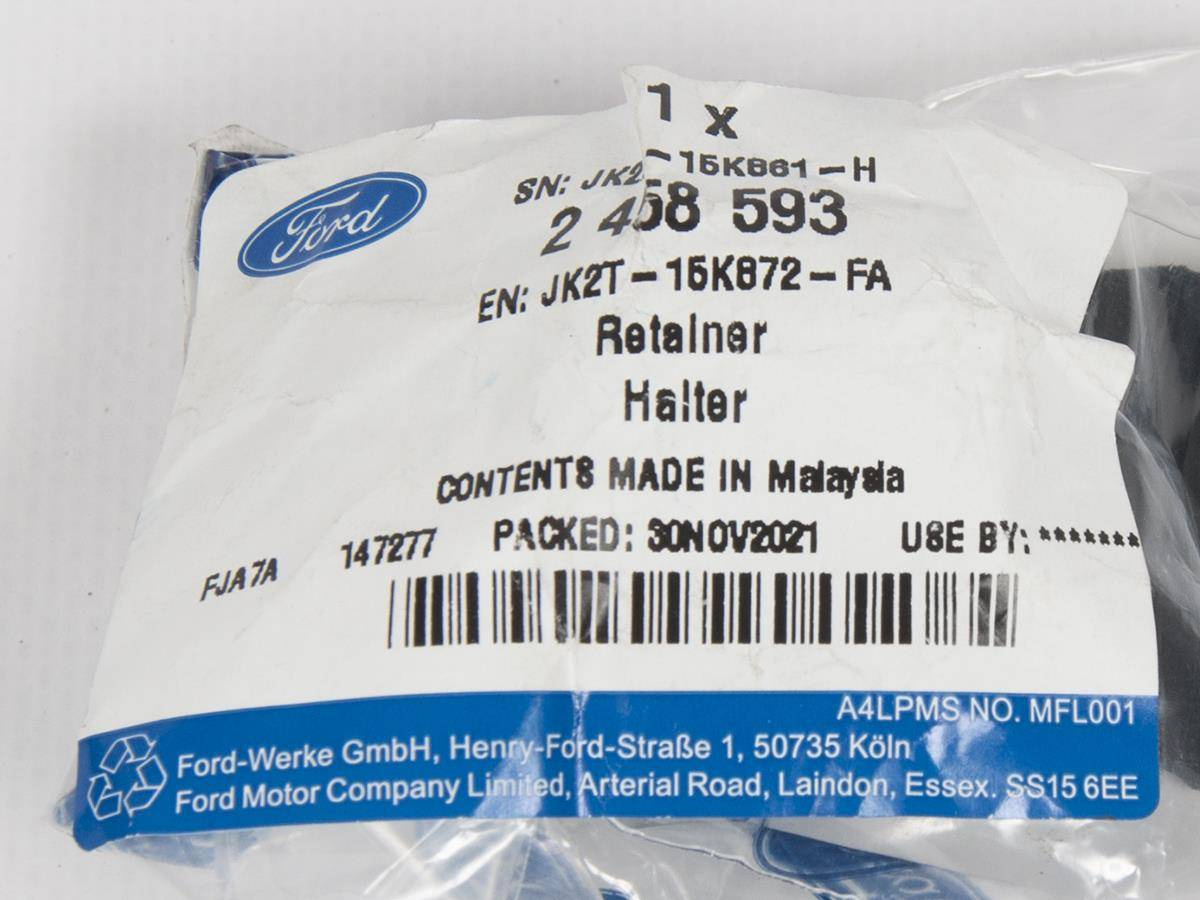 1 x
Ford
SN: JK2 -15K861-H
2 458 593
EN: JK2T-15K872-FA
Retainer
Halter
CONTENTS MADE IN Malaysia
FJA7A 147277 PACKED: 30NOV2021 USE BY: *******
A4LPMS NO. MFL001
Ford-Werke GmbH, Henry-Ford-Straße 1, 50735 Köln
Ford Motor Company Limited, Arterial Road, Laindon, Essex. SS15 6EE